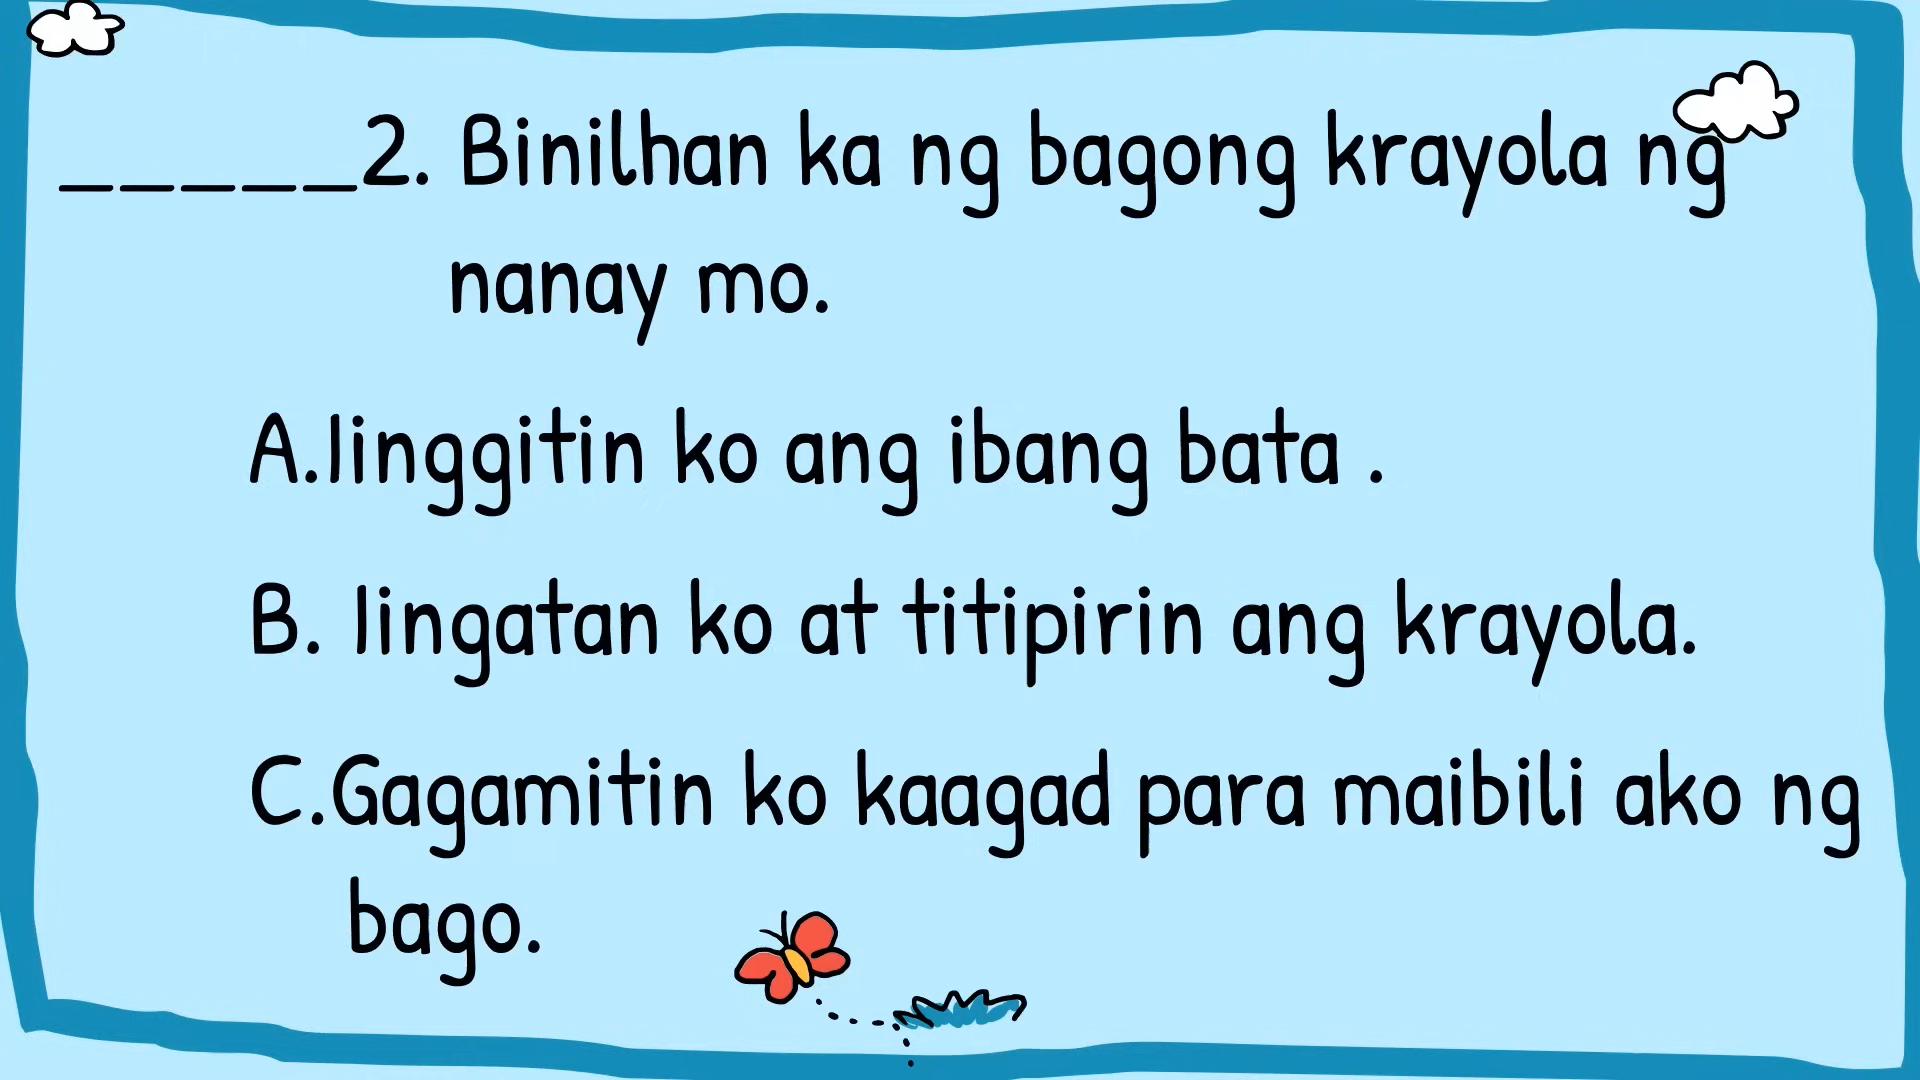 _____2. Binilhan ka ng bagong krayola ng
nanay mo.
A.Iinggitin ko ang ibang bata .
B. Iingatan ko at titipirin ang krayola.
C.Gagamitin ko kaagad para maibili ako ng
bago.